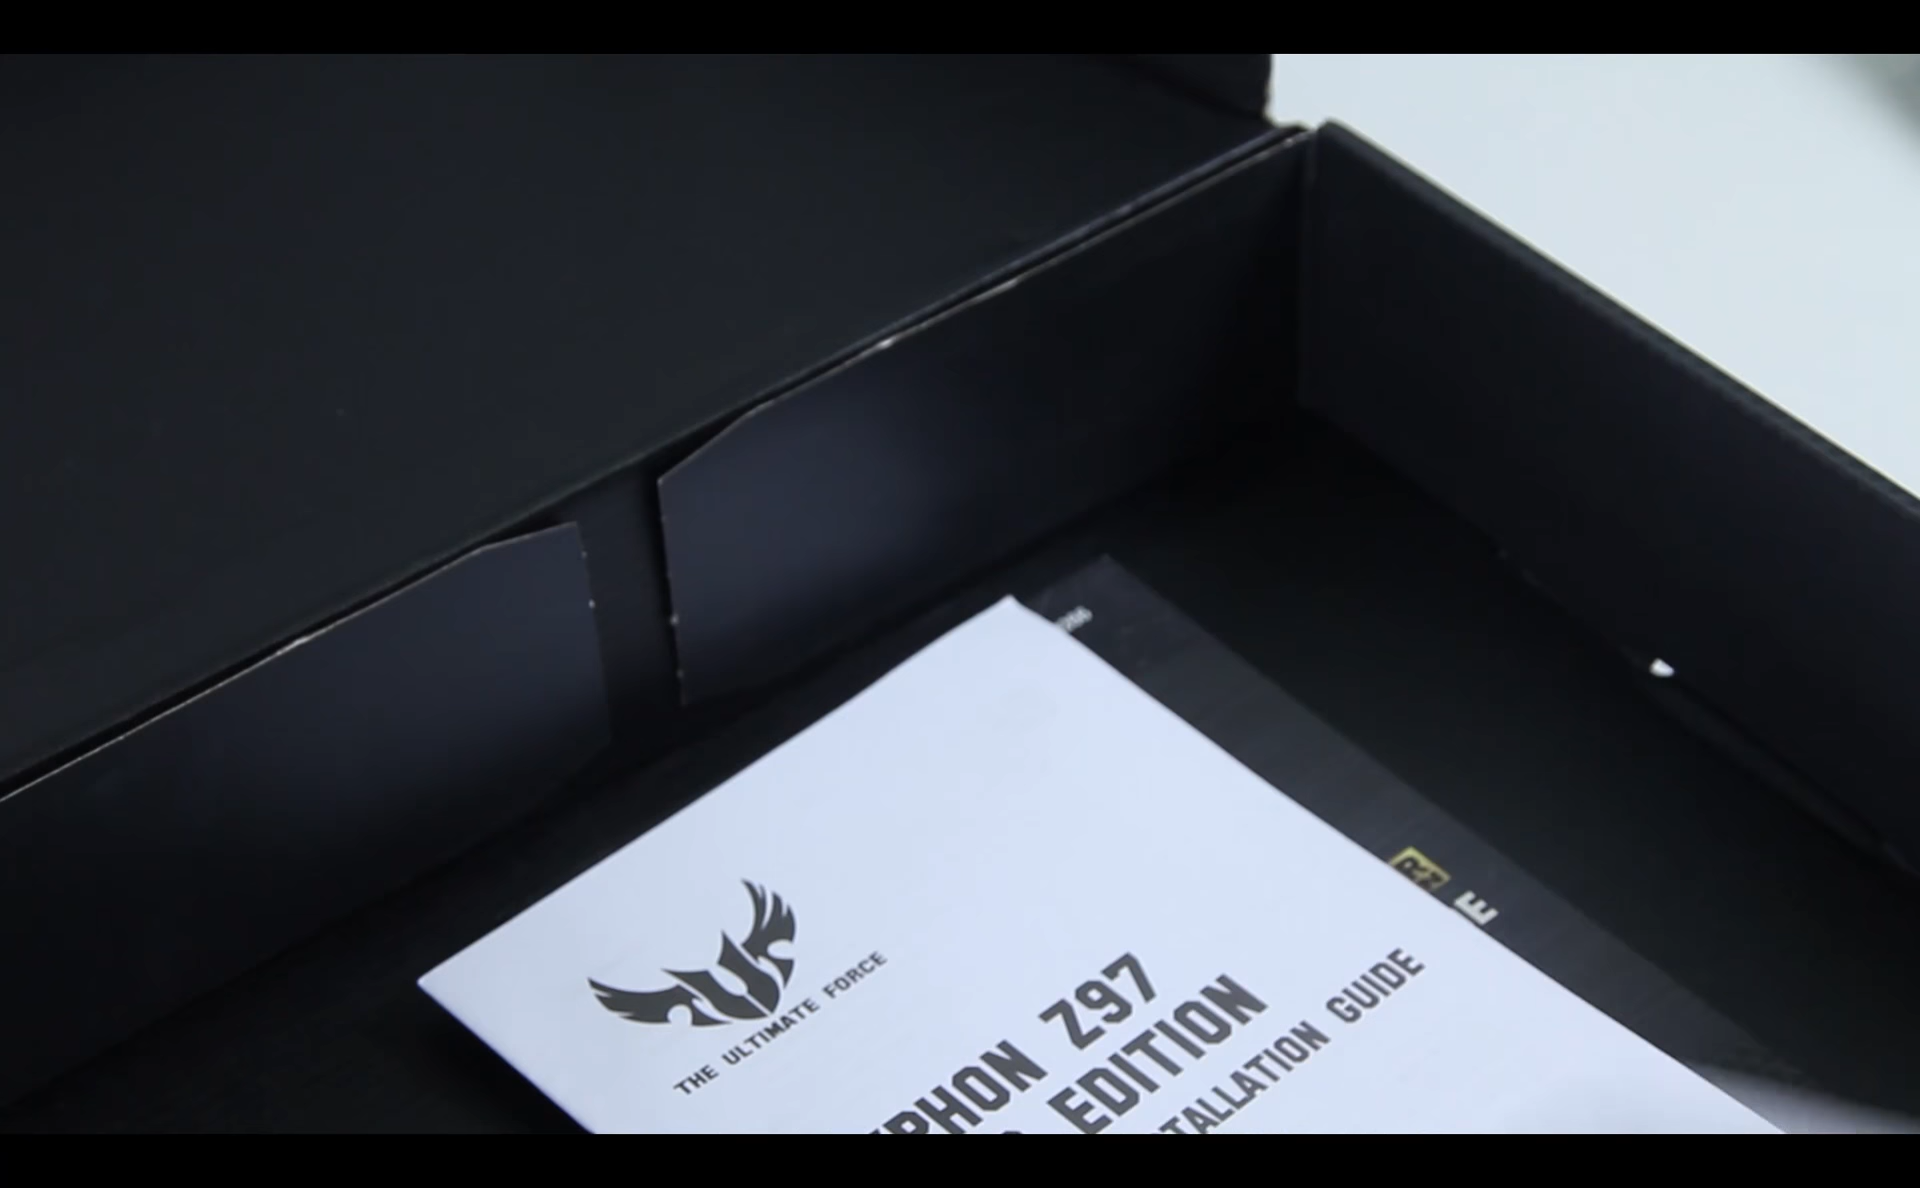 THE ULTIMATE FORCE
PHON Z97
EDITION
TALLATION GUIDE
E